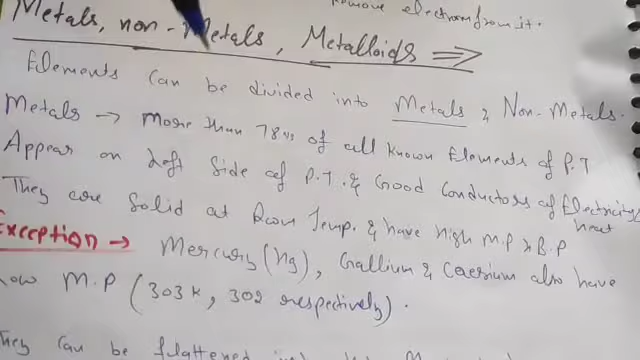 remove electron from it.
Metals, non-Metals, Metalloids ⇒
Elements can be divided into Metals & Non-Metals.
Metals → More than 78% of all known Elements of P.T
Appear on left side of P.T. & Good Conductors of Electricity &
heat
They are Solid at Room Temp. & have high M.P & B.P
Exception → Mercury (Hg), Gallium & Caesium also have
low M.P (303K, 302 respectively).
They can be flattened